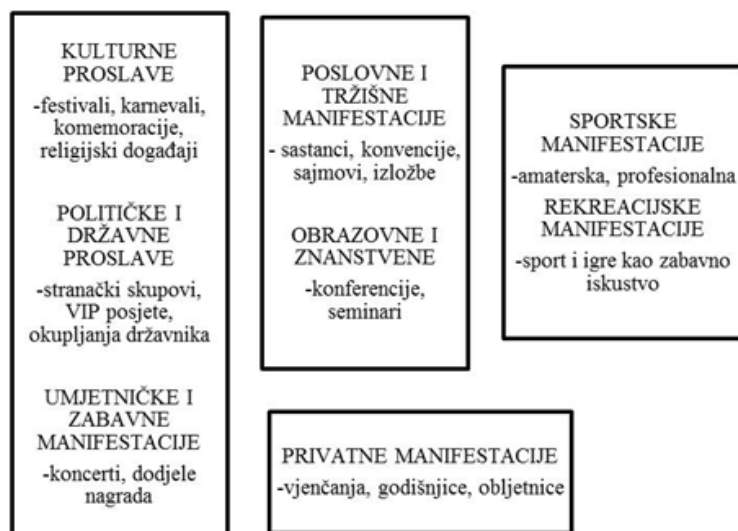 KULTURNE
PROSLAVE
-festivali, karnevali,
komemoracije,
religijski događaji
POLITIČKE I
DRŽAVNE
PROSLAVE
-stranački skupovi,
VIP posjete,
okupljanja državnika
UMJETNIČKE I
ZABAVNE
MANIFESTACIJE
-koncerti, dodjele
nagrada
POSLOVNE I
TRŽIŠNE
MANIFESTACIJE
- sastanci, konvencije,
sajmovi, izložbe
OBRAZOVNE I
ZNANSTVENE
-konferencije,
seminari
SPORTSKE
MANIFESTACIJE
-amaterska, profesionalna
REKREACIJSKE
MANIFESTACIJE
-sport i igre kao zabavno
iskustvo
PRIVATNE MANIFESTACIJE
-vjenčanja, godišnjice, obljetnice